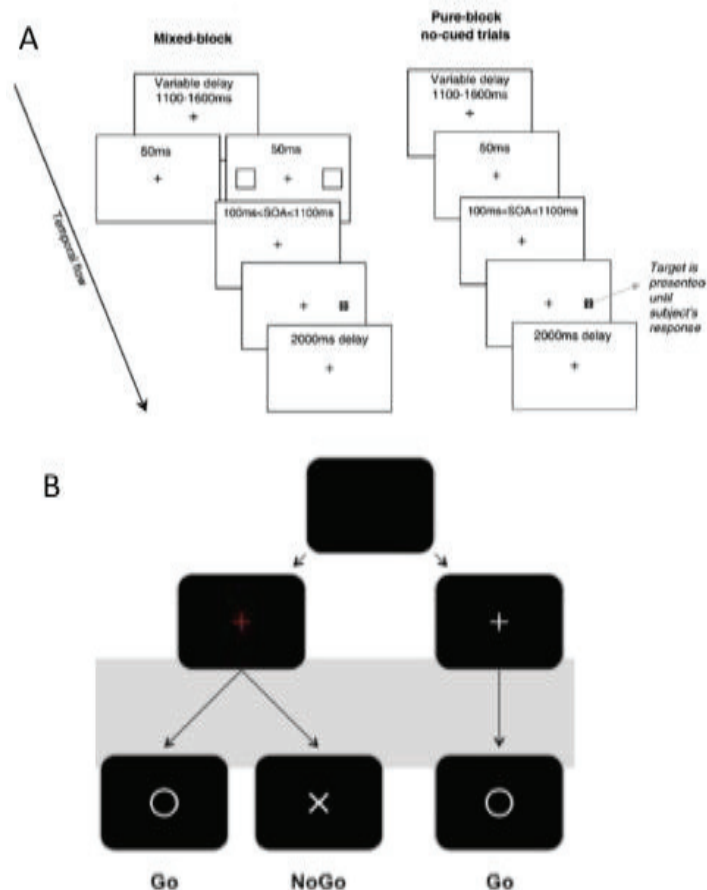 A
Mixed-block
Pure-block
no-cued trials
Variable delay
1100-1600ms
50ms
50ms
100ms<SOA<1100ms
2000ms delay
Variable delay
1100-1600ms
50ms
100ms<SOA<1100ms
2000ms delay
Target is
presented
until
subject's
response
Temporal flow
B
Go
NoGo
Go